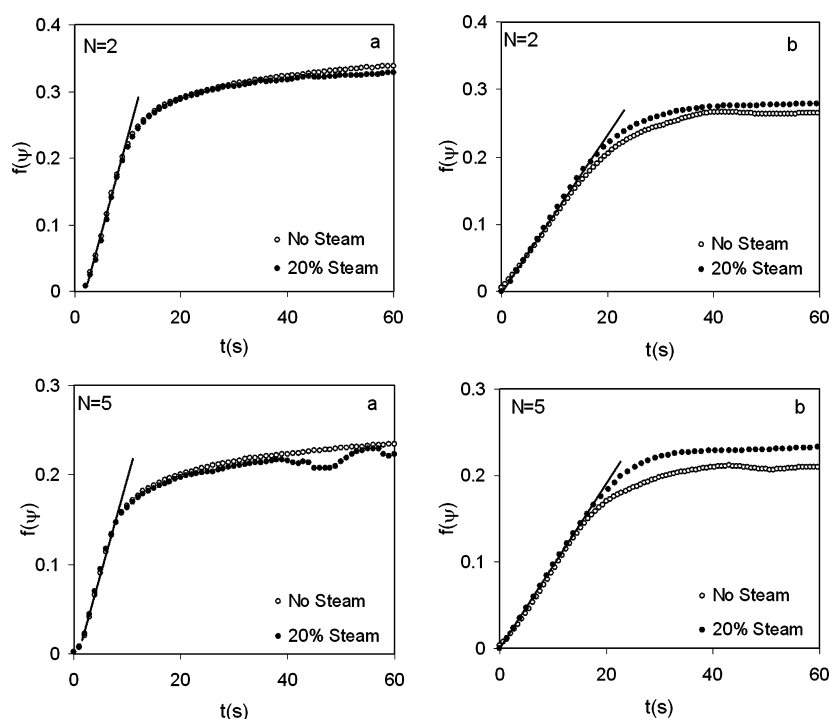 N=2
a
f(ψ)
0.4
0.3
0.2
0.1
0
No Steam
20% Steam
0
20
40
60
t(s)
N=2
b
f(ψ)
0.4
0.3
0.2
0.1
0
No Steam
20% Steam
0
20
40
60
t(s)
N=5
a
f(ψ)
0.3
0.2
0.1
0
No Steam
20% Steam
0
20
40
60
t(s)
N=5
b
f(ψ)
0.3
0.2
0.1
0
No Steam
20% Steam
0
20
40
60
t(s)